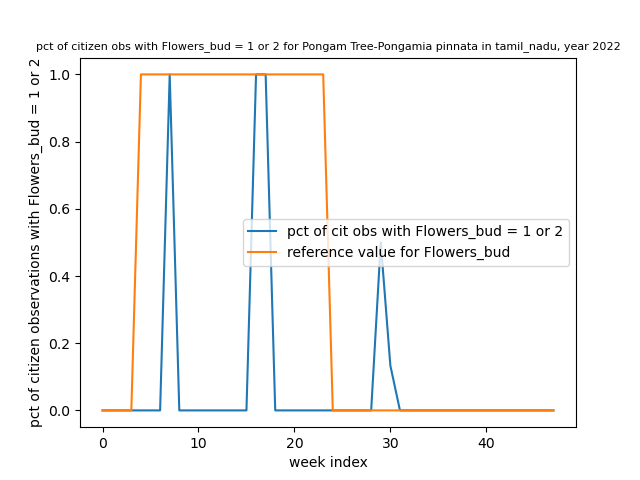 pct of citizen obs with Flowers_bud = 1 or 2 for Pongam Tree-Pongamia pinnata in tamil_nadu, year 2022
pct of citizen observations with Flowers_bud = 1 or 2
1.0
0.8
0.6
0.4
0.2
0.0
pct of cit obs with Flowers_bud = 1 or 2
reference value for Flowers_bud
0
10
20
30
40
week index